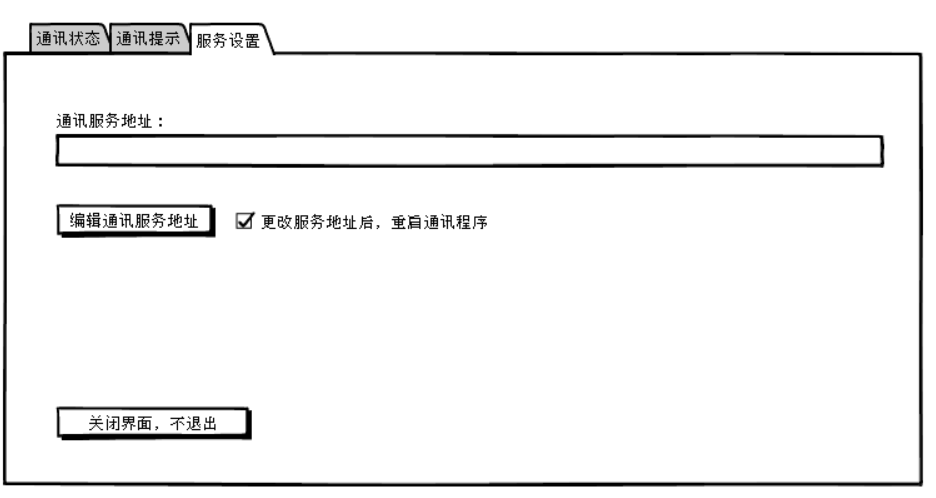 通讯状态 通讯提示 服务设置
通讯服务地址：
编辑通讯服务地址 更改服务地址后，重启通讯程序
关闭界面，不退出